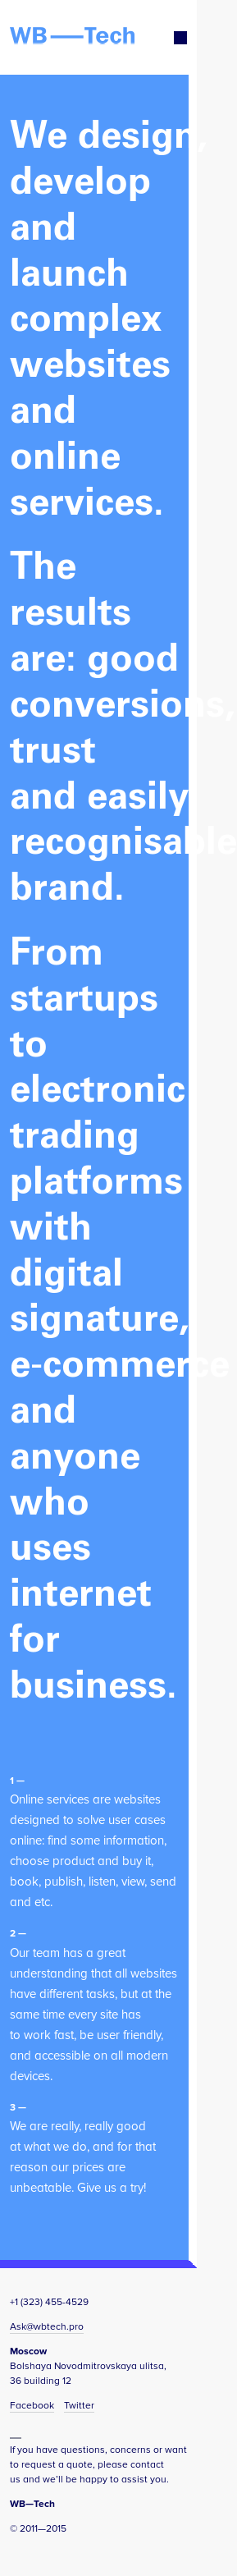 WB—Tech
We design,
develop
and
launch
complex
websites
and
online
services.
The
results
are: good
conversions,
trust
and easily
recognisable
brand.
From
startups
to
electronic
trading
platforms
with
digital
signature,
e-commerce
and
anyone
who
uses
internet
for
business.
1 —
Online services are websites
designed to solve user cases
online: find some information,
choose product and buy it,
book, publish, listen, view, send
and etc.
2 —
Our team has a great
understanding that all websites
have different tasks, but at the
same time every site has
to work fast, be user friendly,
and accessible on all modern
devices.
3 —
We are really, really good
at what we do, and for that
reason our prices are
unbeatable. Give us a try!
+1 (323) 455-4529
Ask@wbtech.pro
Moscow
Bolshaya Novodmitrovskaya ulitsa,
36 building 12
Facebook Twitter
__
If you have questions, concerns or want
to request a quote, please contact
us and we'll be happy to assist you.
WB—Tech
© 2011—2015